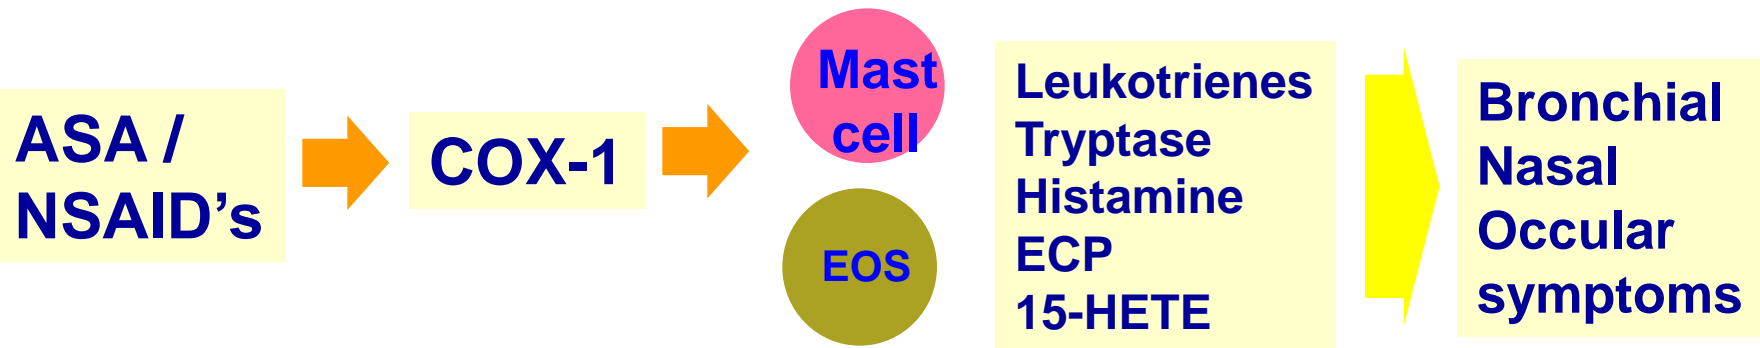 ASA /
NSAID's
COX-1
Mast
cell
EOS
Leukotrienes
Tryptase
Histamine
ECP
15-HETE
Bronchial
Nasal
Occular
symptoms